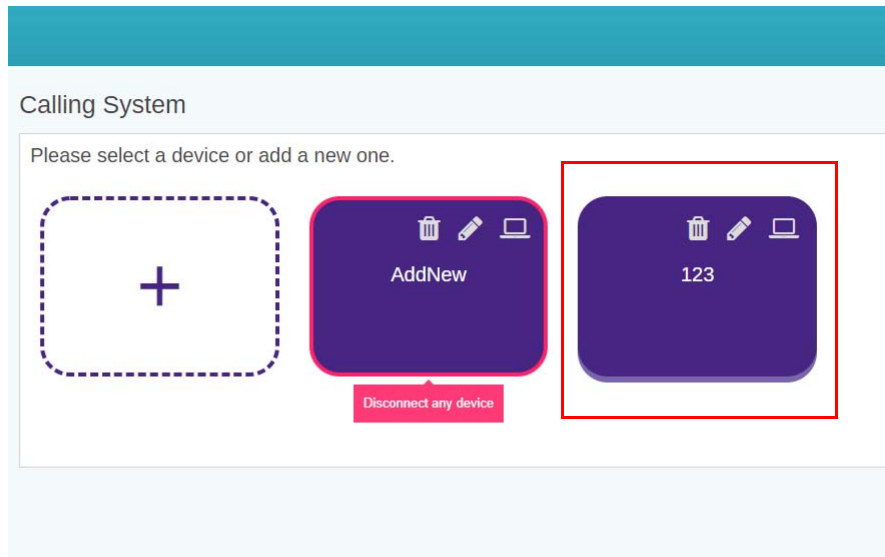 Calling System
Please select a device or add a new one.
AddNew
123
Disconnect any device